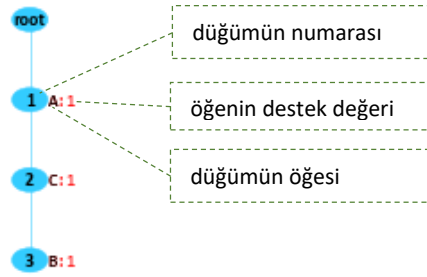 root
düğümün numarası
1 A:1
öğenin destek değeri
düğümün öğesi
2 C:1
3 B:1